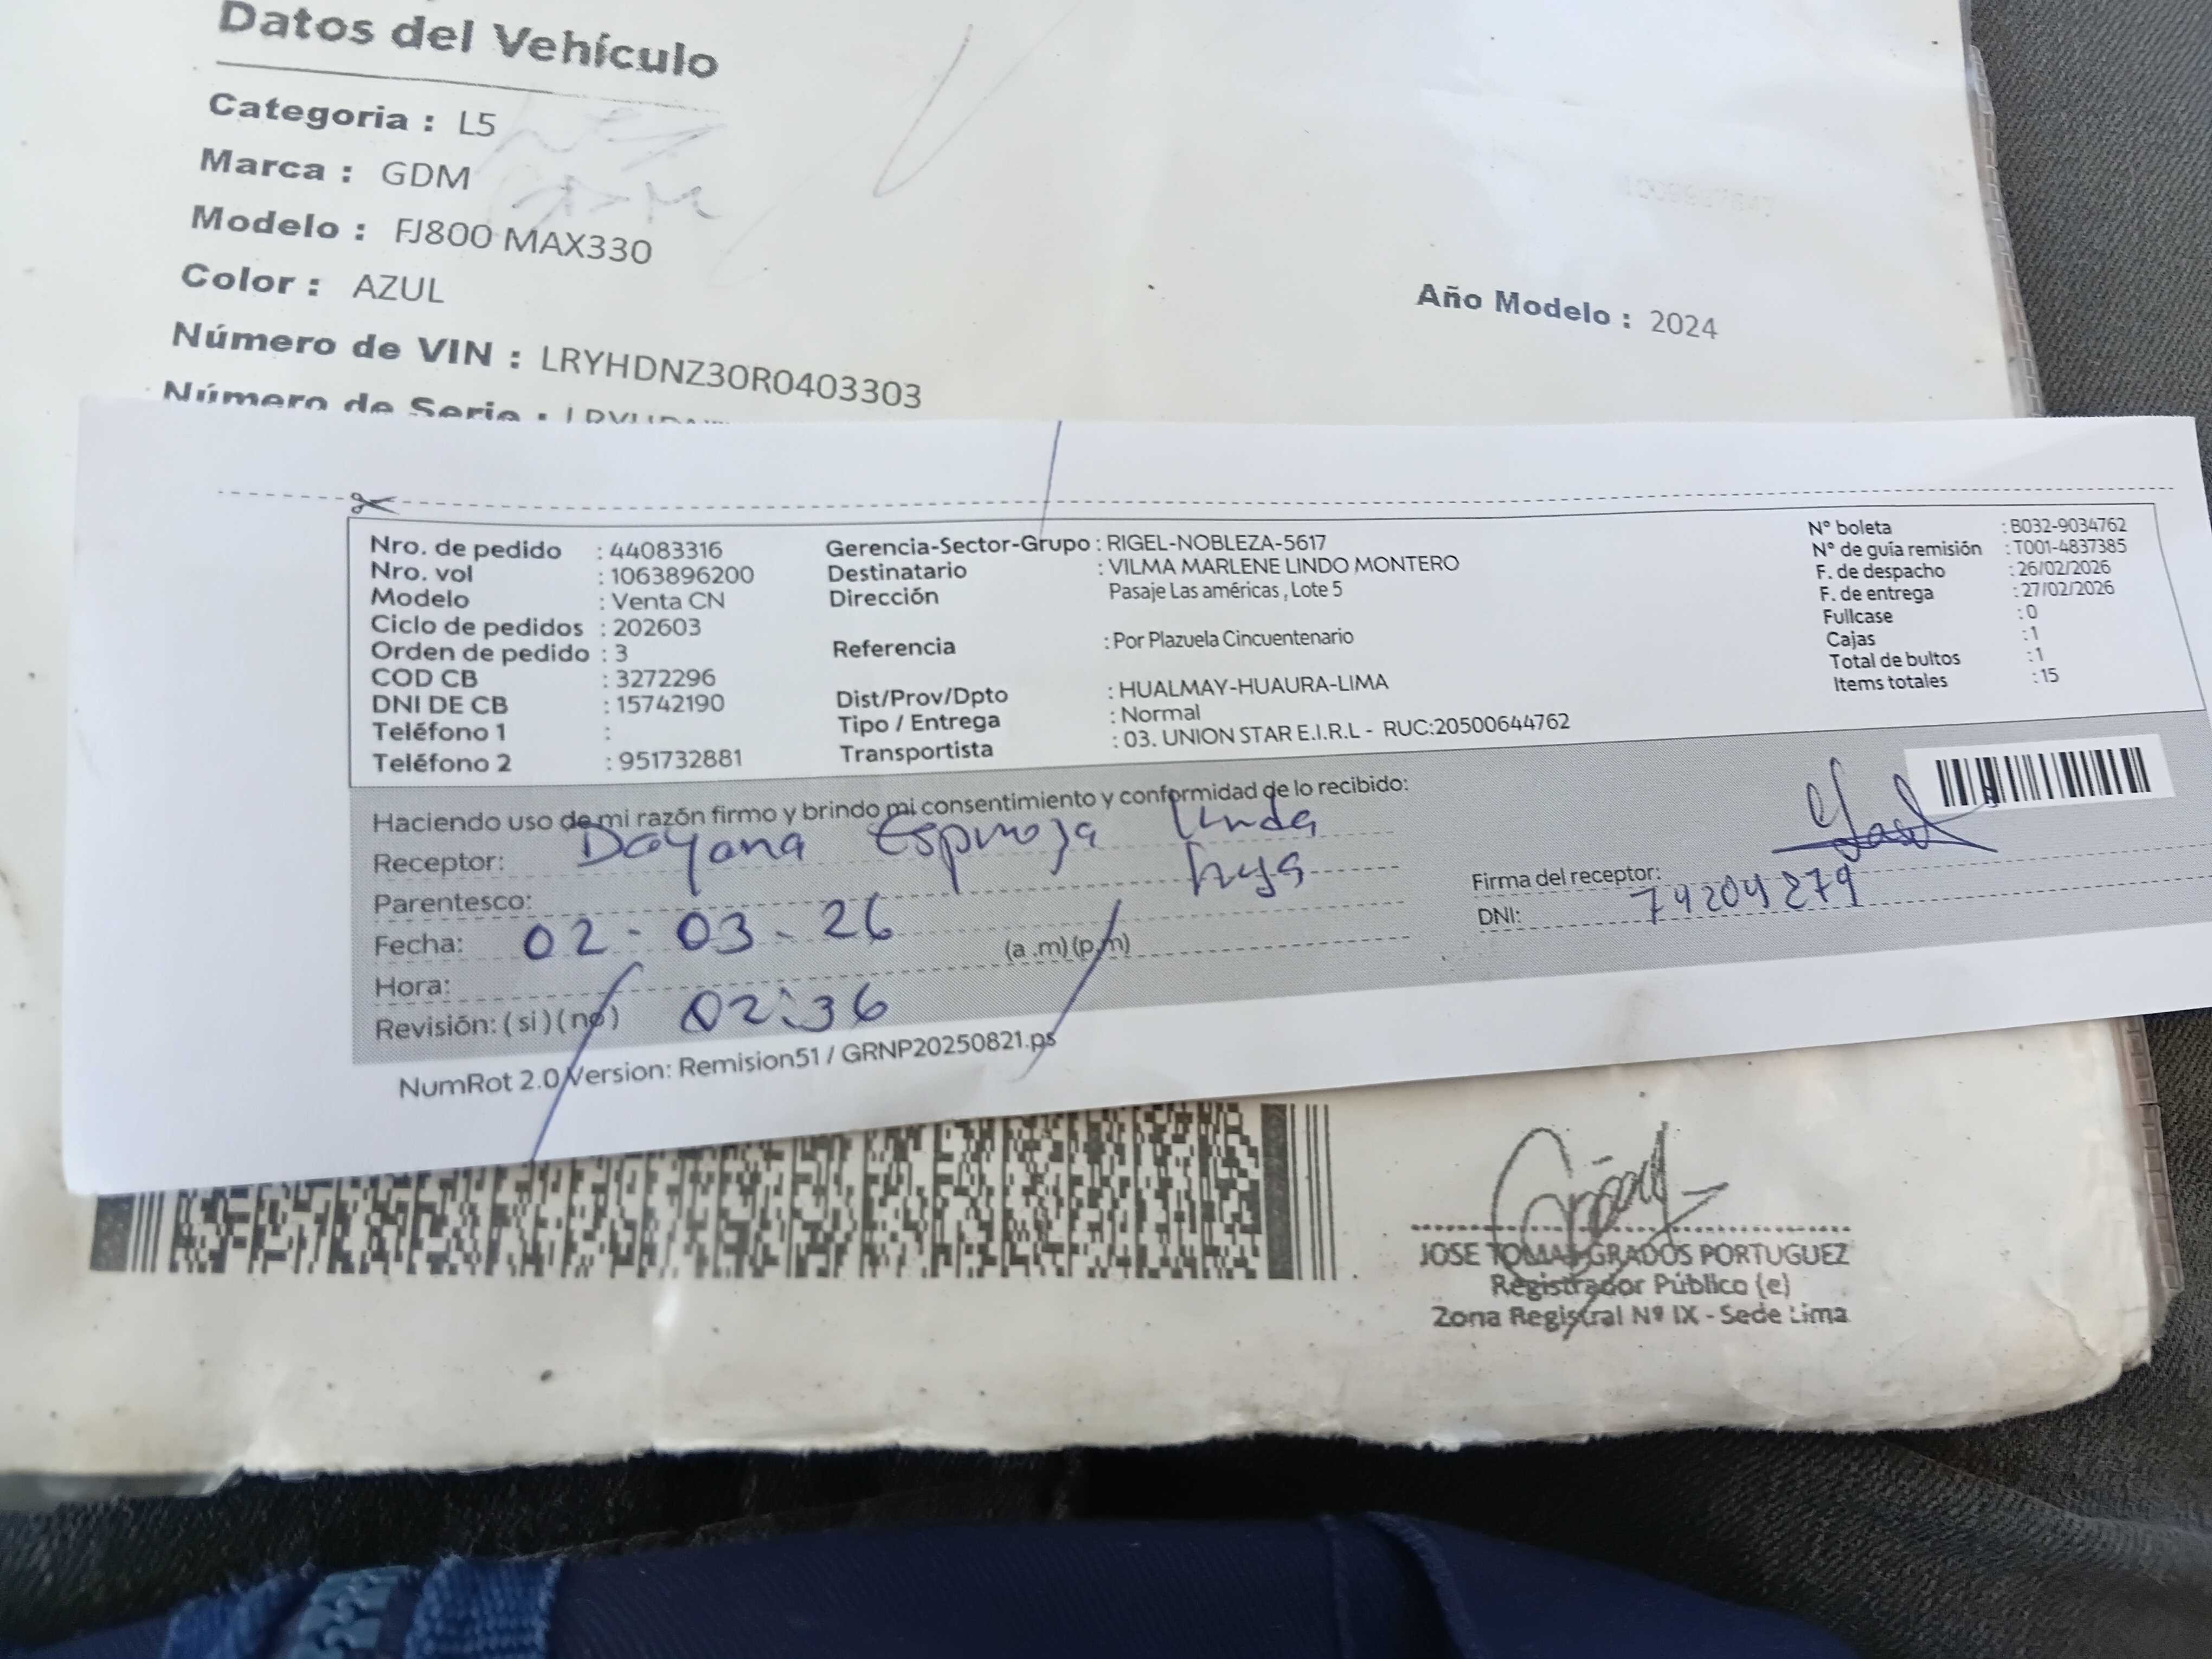 Datos del Vehículo
Categoria : L5
Marca : GDM
Modelo : FJ800 MAX330
Color : AZUL
Año Modelo : 2024
Número de VIN : LRYHDNZ30R0403303
Número de Serie :
Nro. de pedido : 44083316
Nro. vol : 1063896200
Modelo : Venta CN
Ciclo de pedidos : 202603
Orden de pedido : 3
COD CB : 3272296
DNI DE CB : 15742190
Teléfono 1 :
Teléfono 2 : 951732881
Gerencia-Sector-Grupo : RIGEL-NOBLEZA-5617
Destinatario : VILMA MARLENE LINDO MONTERO
Dirección Pasaje Las américas , Lote 5
Referencia : Por Plazuela Cincuentenario
Dist/Prov/Dpto : HUALMAY-HUAURA-LIMA
Tipo / Entrega : Normal
Transportista : 03. UNION STAR E.I.R.L - RUC:20500644762
N° boleta : B032-9034762
N° de guía remisión : T001-4837385
F. de despacho : 26/02/2026
F. de entrega : 27/02/2026
Fullcase : 0
Cajas : 1
Total de bultos : 1
Items totales : 15
Haciendo uso de mi razón firmo y brindo mi consentimiento y conformidad de lo recibido:
Receptor: Dayana Espinoza Linda
Parentesco: hija
Fecha: 02-03-26
(a .m) (p.m)
Hora: 02:36
Revisión: ( si ) ( no )
Firma del receptor:
DNI: 74204279
NumRot 2.0 Version: Remision51 / GRNP20250821.ps
JOSE TOMAS GRADOS PORTUGUEZ
Registrador Público (e)
Zona Registral Nº IX - Sede Lima